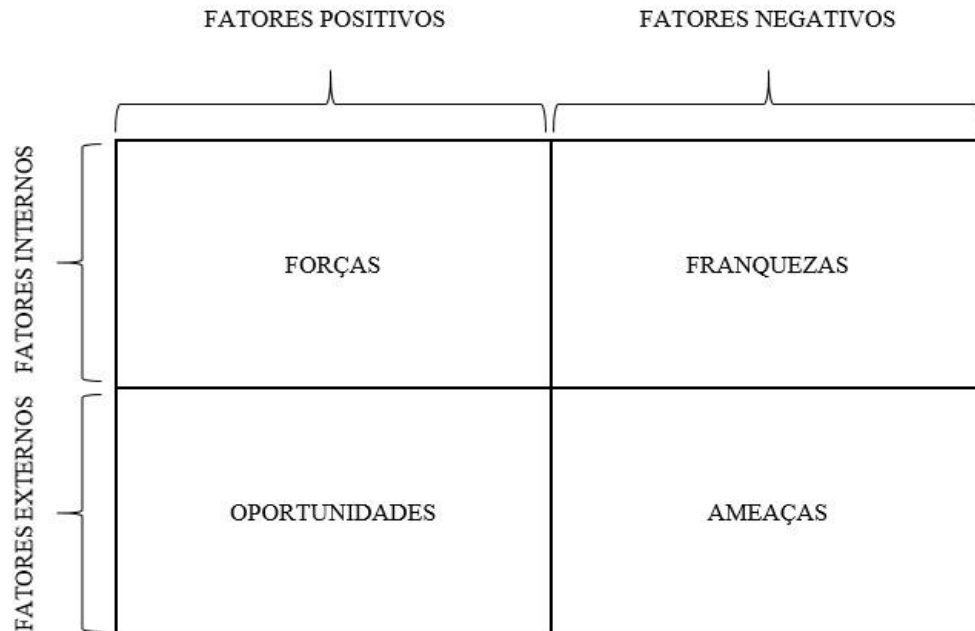 FATORES POSITIVOS
FATORES NEGATIVOS
FATORES INTERNOS
FORÇAS
FRANQUEZAS
FATORES EXTERNOS
OPORTUNIDADES
AMEAÇAS